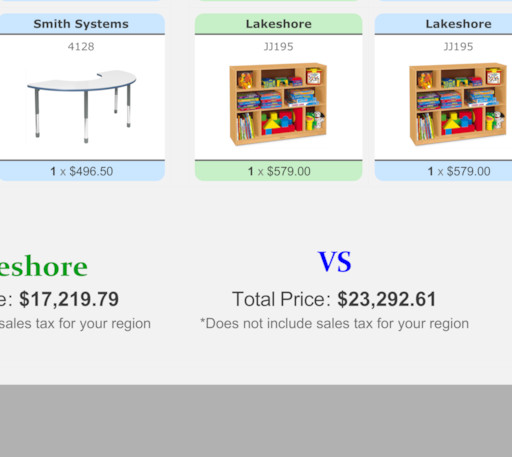 Smith Systems
4128
1 x $496.50
Lakeshore
JJ195
1 x $579.00
Lakeshore
JJ195
1 x $579.00
eshore
e: $17,219.79
sales tax for your region
VS
Total Price: $23,292.61
*Does not include sales tax for your region